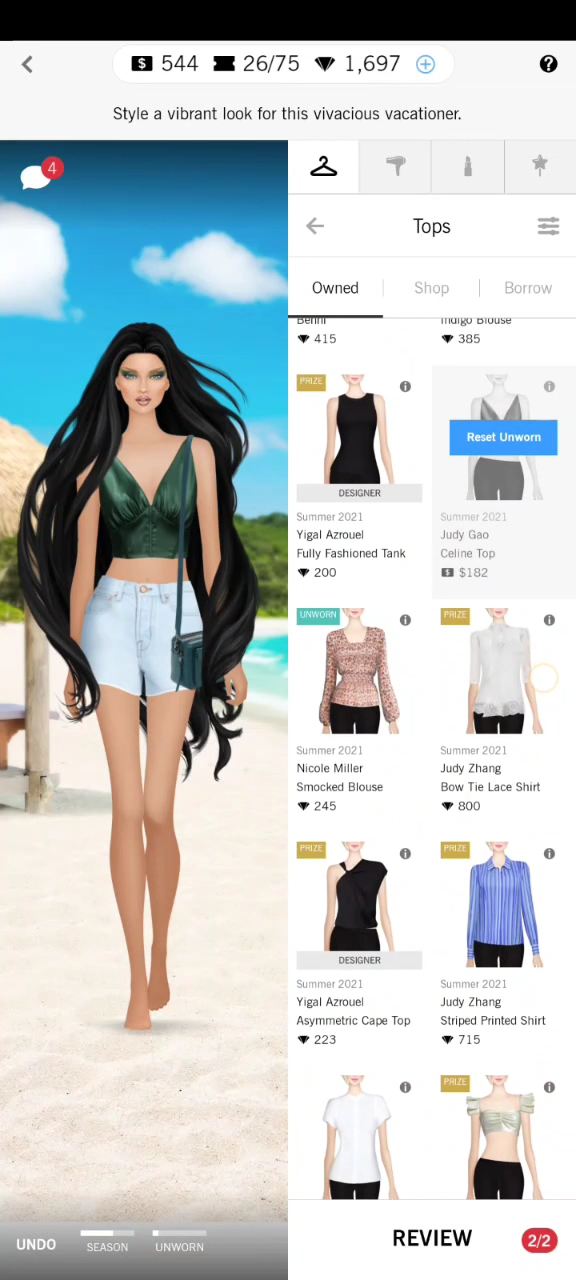 $ 544 26/75 1,697
Style a vibrant look for this vivacious vacationer.
4
Tops
Owned Shop Borrow
Benni Indigo Blouse
415 385
PRIZE
Reset Unworn
DESIGNER
Summer 2021 Summer 2021
Yigal Azrouel Judy Gao
Fully Fashioned Tank Celine Top
200 $ $182
UNWORN PRIZE
Summer 2021 Summer 2021
Nicole Miller Judy Zhang
Smocked Blouse Bow Tie Lace Shirt
245 800
PRIZE PRIZE
DESIGNER
Summer 2021 Summer 2021
Yigal Azrouel Judy Zhang
Asymmetric Cape Top Striped Printed Shirt
223 715
PRIZE
UNDO SEASON UNWORN
REVIEW 2/2